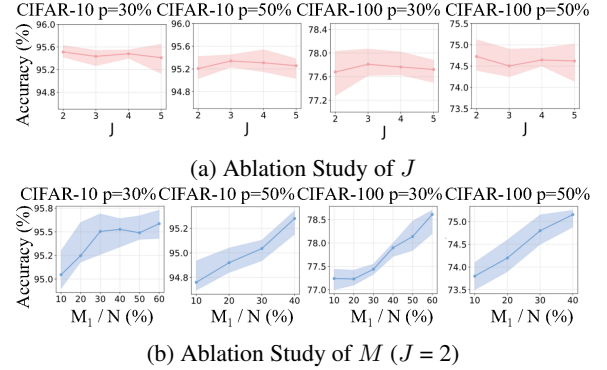 CIFAR-10 p=30% CIFAR-10 p=50% CIFAR-100 p=30% CIFAR-100 p=50%
Accuracy (%)
96.0 95.6 95.2 94.8
2 3 4 5
J
96.0 95.6 95.2 94.8
2 3 4 5
J
78.4 77.8 77.2
2 3 4 5
J
75.5 75.0 74.5 74.0 73.5
2 3 4 5
J
(a) Ablation Study of J
CIFAR-10 p=30% CIFAR-10 p=50% CIFAR-100 p=30% CIFAR-100 p=50%
Accuracy (%)
95.8 95.5 95.2 95.0
10 20 30 40 50 60
M₁ / N (%)
95.2 95.0 94.8
10 20 30 40
M₁ / N (%)
78.5 78.0 77.5 77.0
10 20 30 40 50 60
M₁ / N (%)
75.0 74.5 74.0 73.5
10 20 30 40
M₁ / N (%)
(b) Ablation Study of M (J = 2)